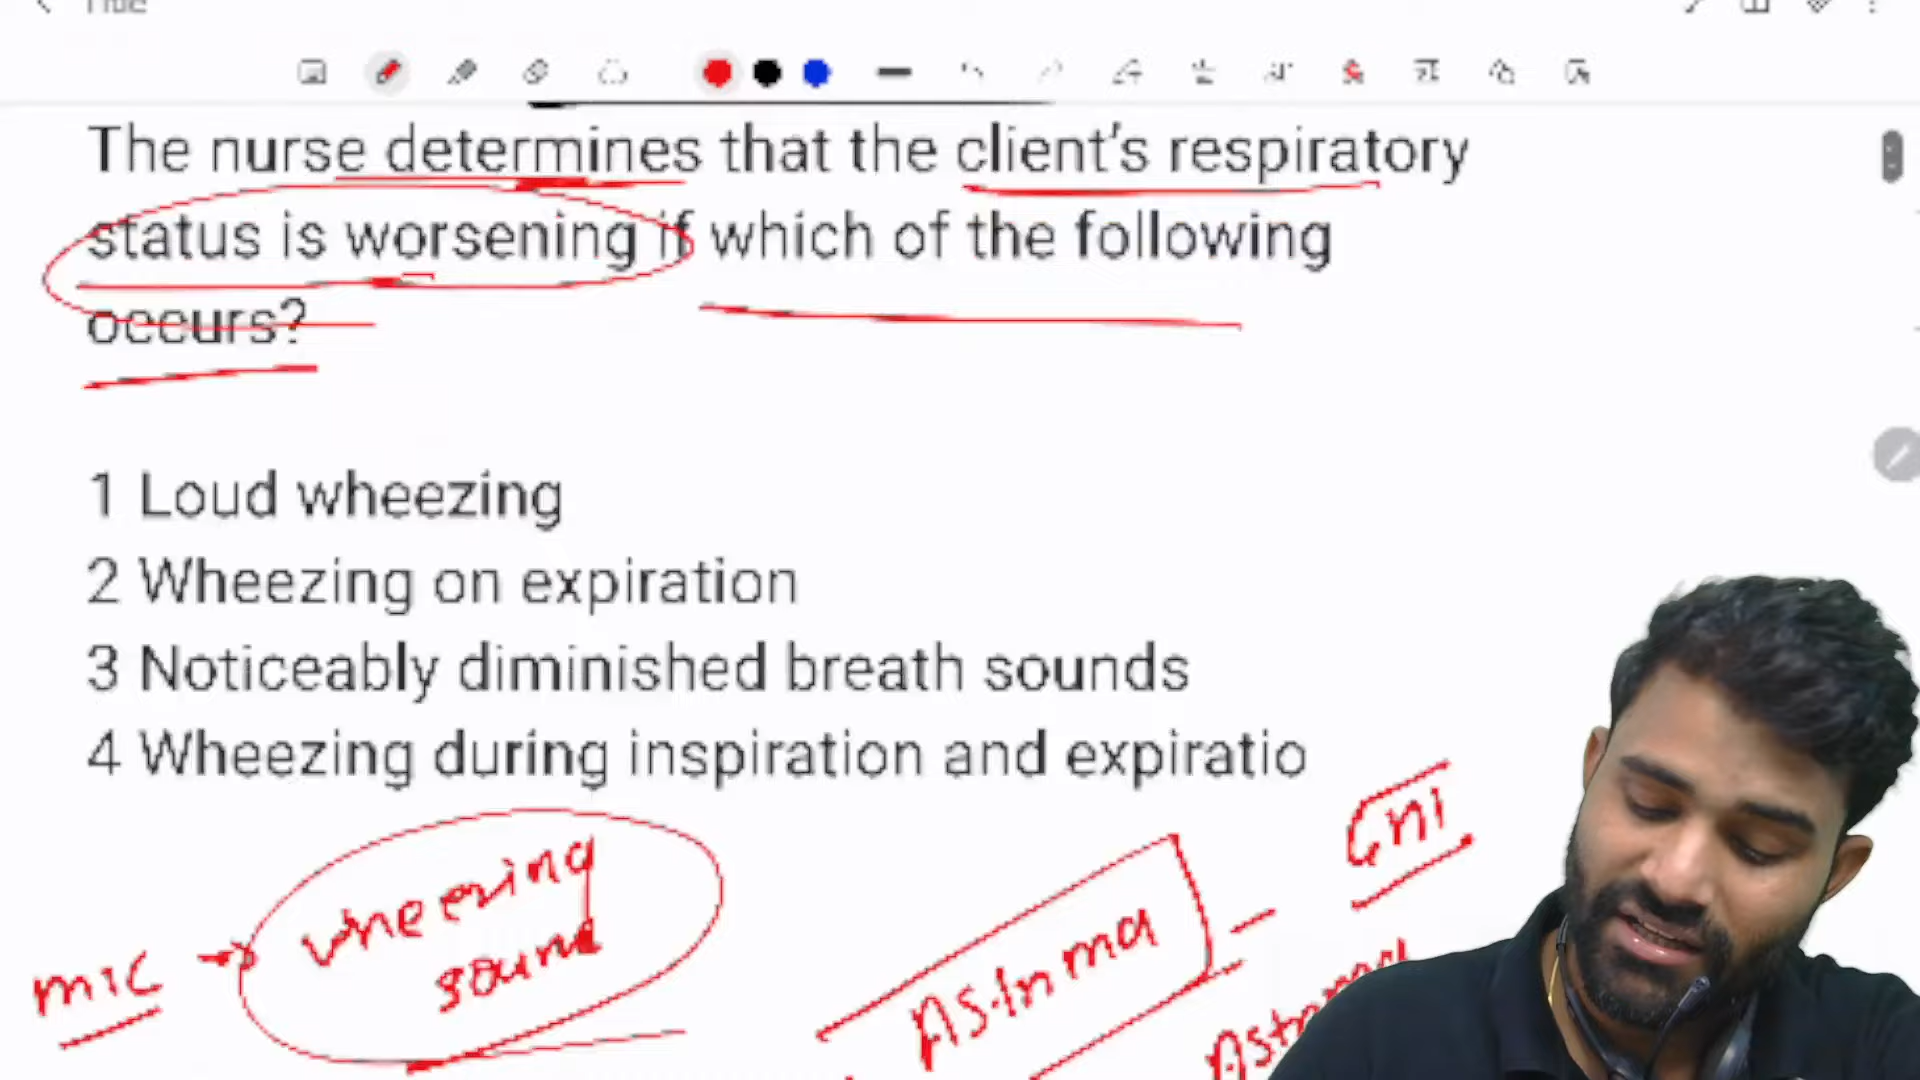 Title
The nurse determines that the client's respiratory
status is worsening if which of the following
occurs?
1 Loud wheezing
2 Wheezing on expiration
3 Noticeably diminished breath sounds
4 Wheezing during inspiration and expiratio
mic → wheezing
sound